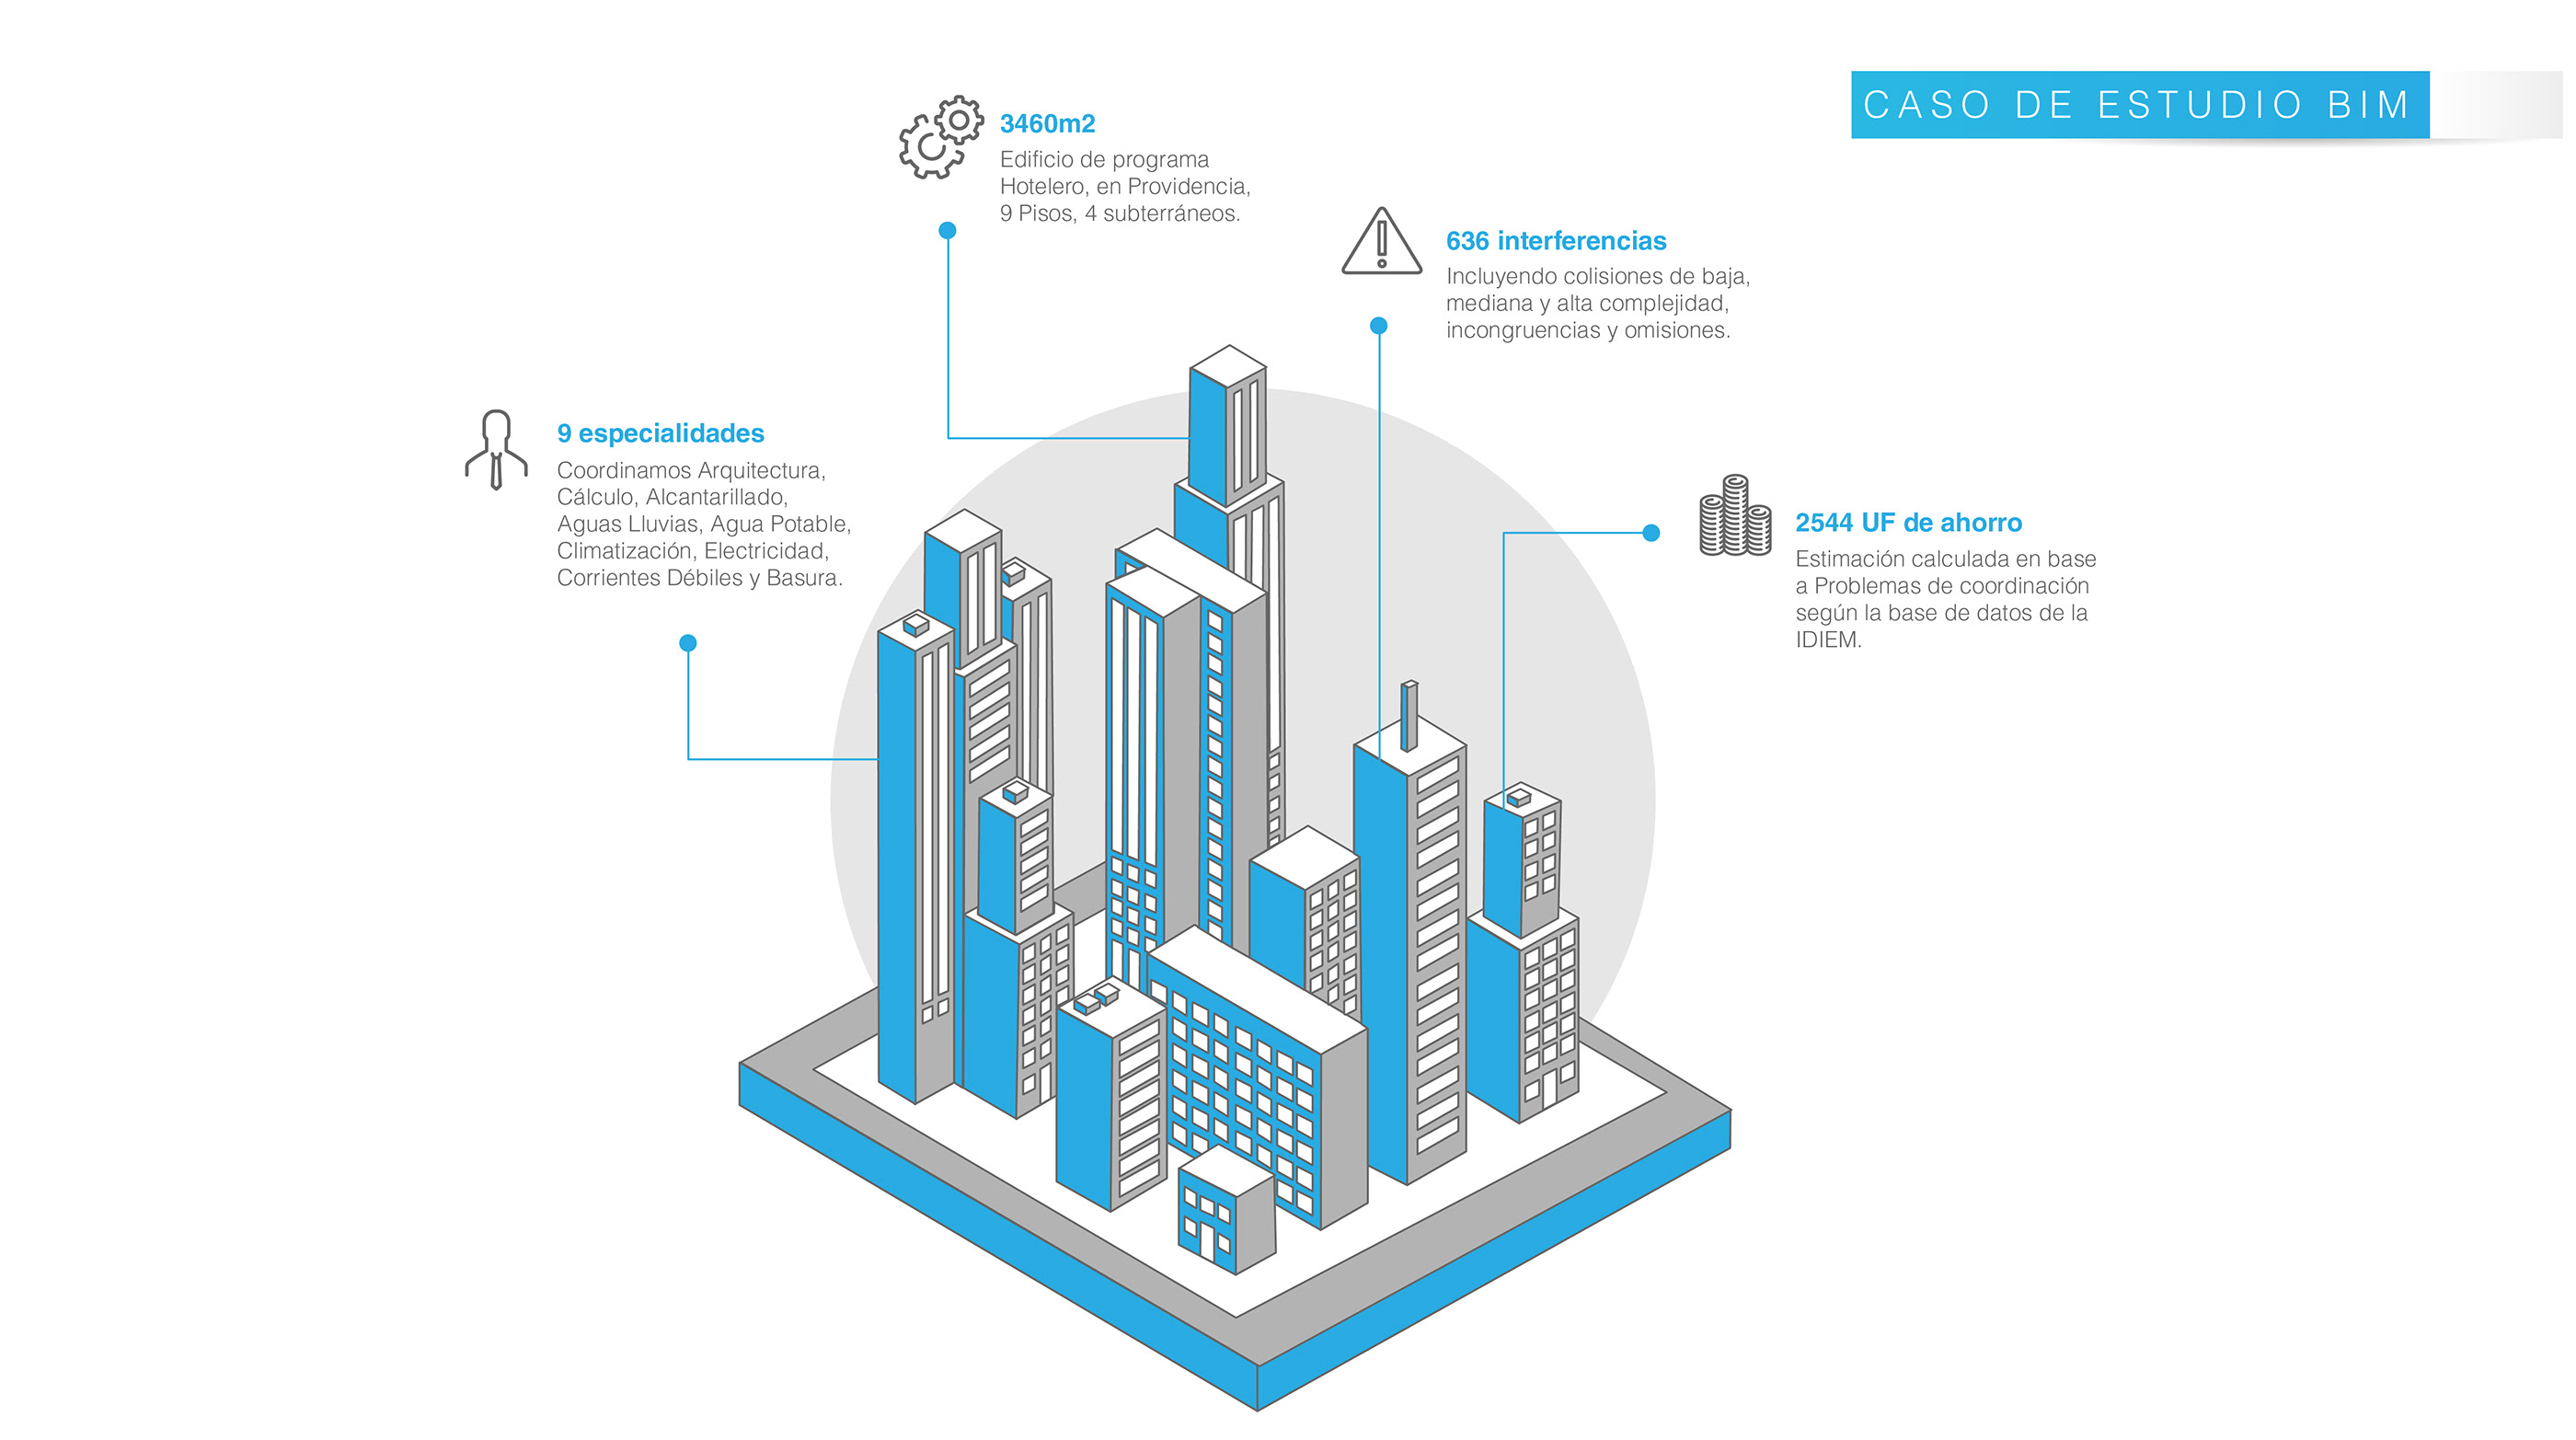 CASO DE ESTUDIO BIM
3460m2
Edificio de programa
Hotelero, en Providencia,
9 Pisos, 4 subterráneos.
636 interferencias
Incluyendo colisiones de baja,
mediana y alta complejidad,
incongruencias y omisiones.
9 especialidades
Coordinamos Arquitectura,
Cálculo, Alcantarillado,
Aguas Lluvias, Agua Potable,
Climatización, Electricidad,
Corrientes Débiles y Basura.
2544 UF de ahorro
Estimación calculada en base
a Problemas de coordinación
según la base de datos de la
IDIEM.